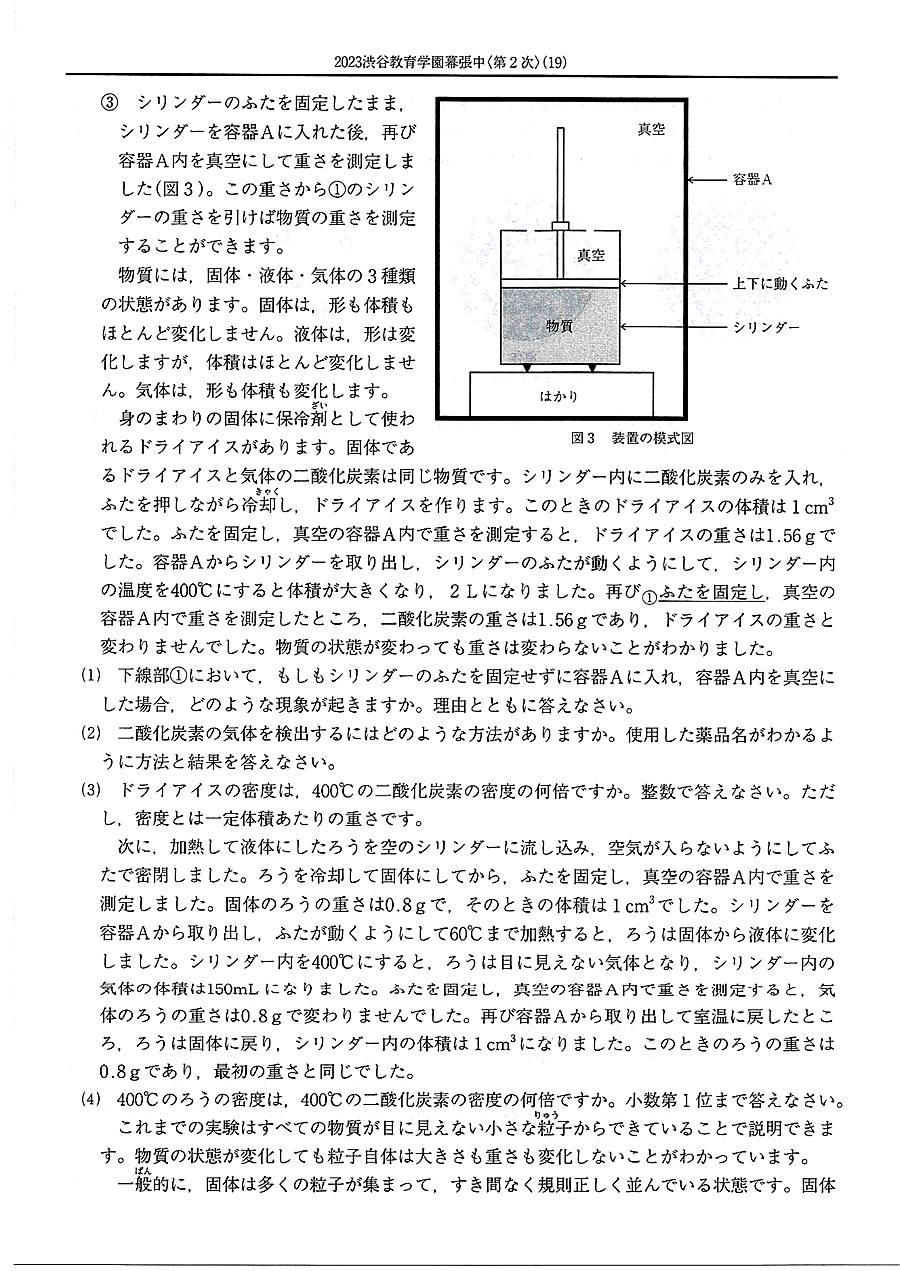 2023渋谷教育学園幕張中〈第2次〉(19)
③　シリンダーのふたを固定したまま，
シリンダーを容器Aに入れた後，再び
容器A内を真空にして重さを測定しま
した(図3)。この重さから①のシリン
ダーの重さを引けば物質の重さを測定
することができます。
物質には，固体・液体・気体の3種類
の状態があります。固体は，形も体積も
ほとんど変化しません。液体は，形は変
化しますが，体積はほとんど変化しませ
ん。気体は，形も体積も変化します。
身のまわりの固体に保冷剤として使わ
ざい
れるドライアイスがあります。固体であ
真空
容器A
真空
上下に動くふた
物質
シリンダー
はかり
図3　装置の模式図
るドライアイスと気体の二酸化炭素は同じ物質です。シリンダー内に二酸化炭素のみを入れ，
ふたを押しながら冷却し，ドライアイスを作ります。このときのドライアイスの体積は1cm³
きゃく
でした。ふたを固定し，真空の容器A内で重さを測定すると，ドライアイスの重さは1.56gで
した。容器Aからシリンダーを取り出し，シリンダーのふたが動くようにして，シリンダー内
の温度を400℃にすると体積が大きくなり，2Lになりました。再び①ふたを固定し，真空の
容器A内で重さを測定したところ，二酸化炭素の重さは1.56gであり，ドライアイスの重さと
変わりませんでした。物質の状態が変わっても重さは変わらないことがわかりました。
(1)　下線部①において，もしもシリンダーのふたを固定せずに容器Aに入れ，容器A内を真空に
した場合，どのような現象が起きますか。理由とともに答えなさい。
(2)　二酸化炭素の気体を検出するにはどのような方法がありますか。使用した薬品名がわかるよ
うに方法と結果を答えなさい。
(3)　ドライアイスの密度は，400℃の二酸化炭素の密度の何倍ですか。整数で答えなさい。ただ
し，密度とは一定体積あたりの重さです。
次に，加熱して液体にしたろうを空のシリンダーに流し込み，空気が入らないようにしてふ
たで密閉しました。ろうを冷却して固体にしてから，ふたを固定し，真空の容器A内で重さを
測定しました。固体のろうの重さは0.8gで，そのときの体積は1cm³でした。シリンダーを
容器Aから取り出し，ふたが動くようにして60℃まで加熱すると，ろうは固体から液体に変化
しました。シリンダー内を400℃にすると，ろうは目に見えない気体となり，シリンダー内の
気体の体積は150mLになりました。ふたを固定し，真空の容器A内で重さを測定すると，気
体のろうの重さは0.8gで変わりませんでした。再び容器Aから取り出して室温に戻したとこ
ろ，ろうは固体に戻り，シリンダー内の体積は1cm³になりました。このときのろうの重さは
0.8gであり，最初の重さと同じでした。
(4)　400℃のろうの密度は，400℃の二酸化炭素の密度の何倍ですか。小数第1位まで答えなさい。
これまでの実験はすべての物質が目に見えない小さな粒子からできていることで説明できま
りゅう
す。物質の状態が変化しても粒子自体は大きさも重さも変化しないことがわかっています。
一般的に，固体は多くの粒子が集まって，すき間なく規則正しく並んでいる状態です。固体
ぱん